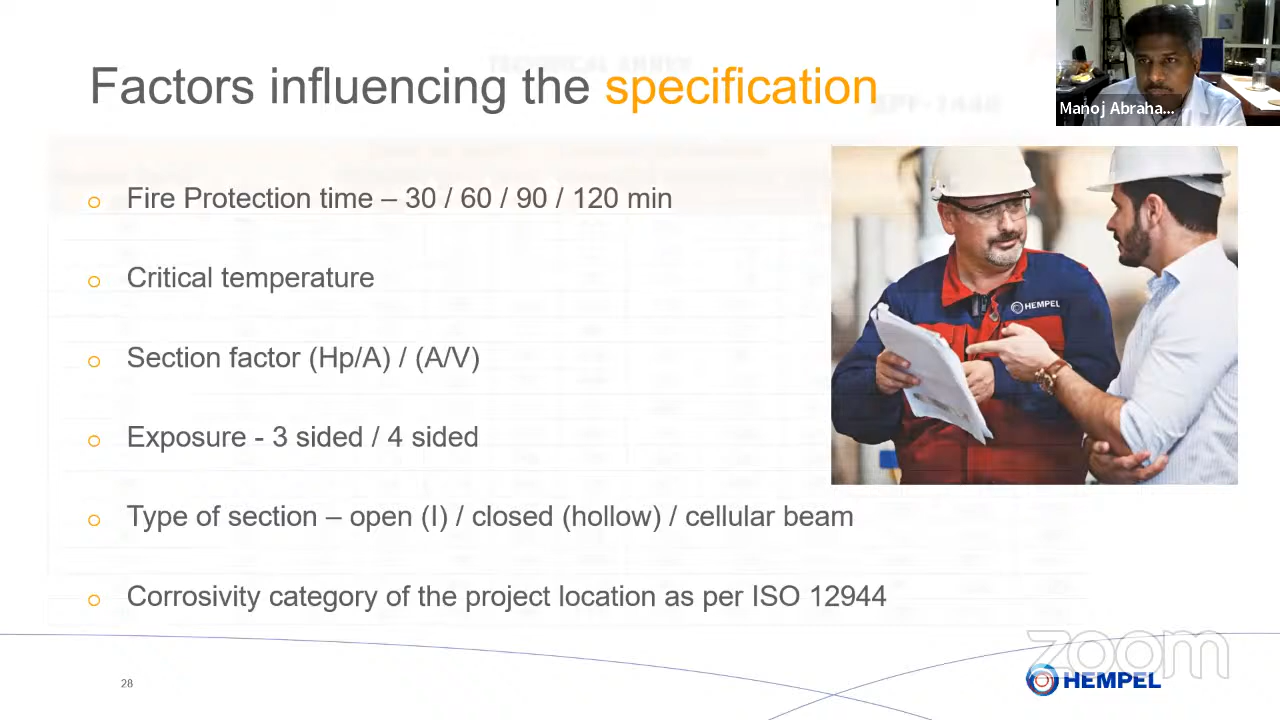 Factors influencing the specification
Manoj Abraha...
Fire Protection time – 30 / 60 / 90 / 120 min
Critical temperature
Section factor (Hp/A) / (A/V)
HEMPEL
Exposure - 3 sided / 4 sided
Type of section – open (I) / closed (hollow) / cellular beam
Corrosivity category of the project location as per ISO 12944
zoom
28
HEMPEL